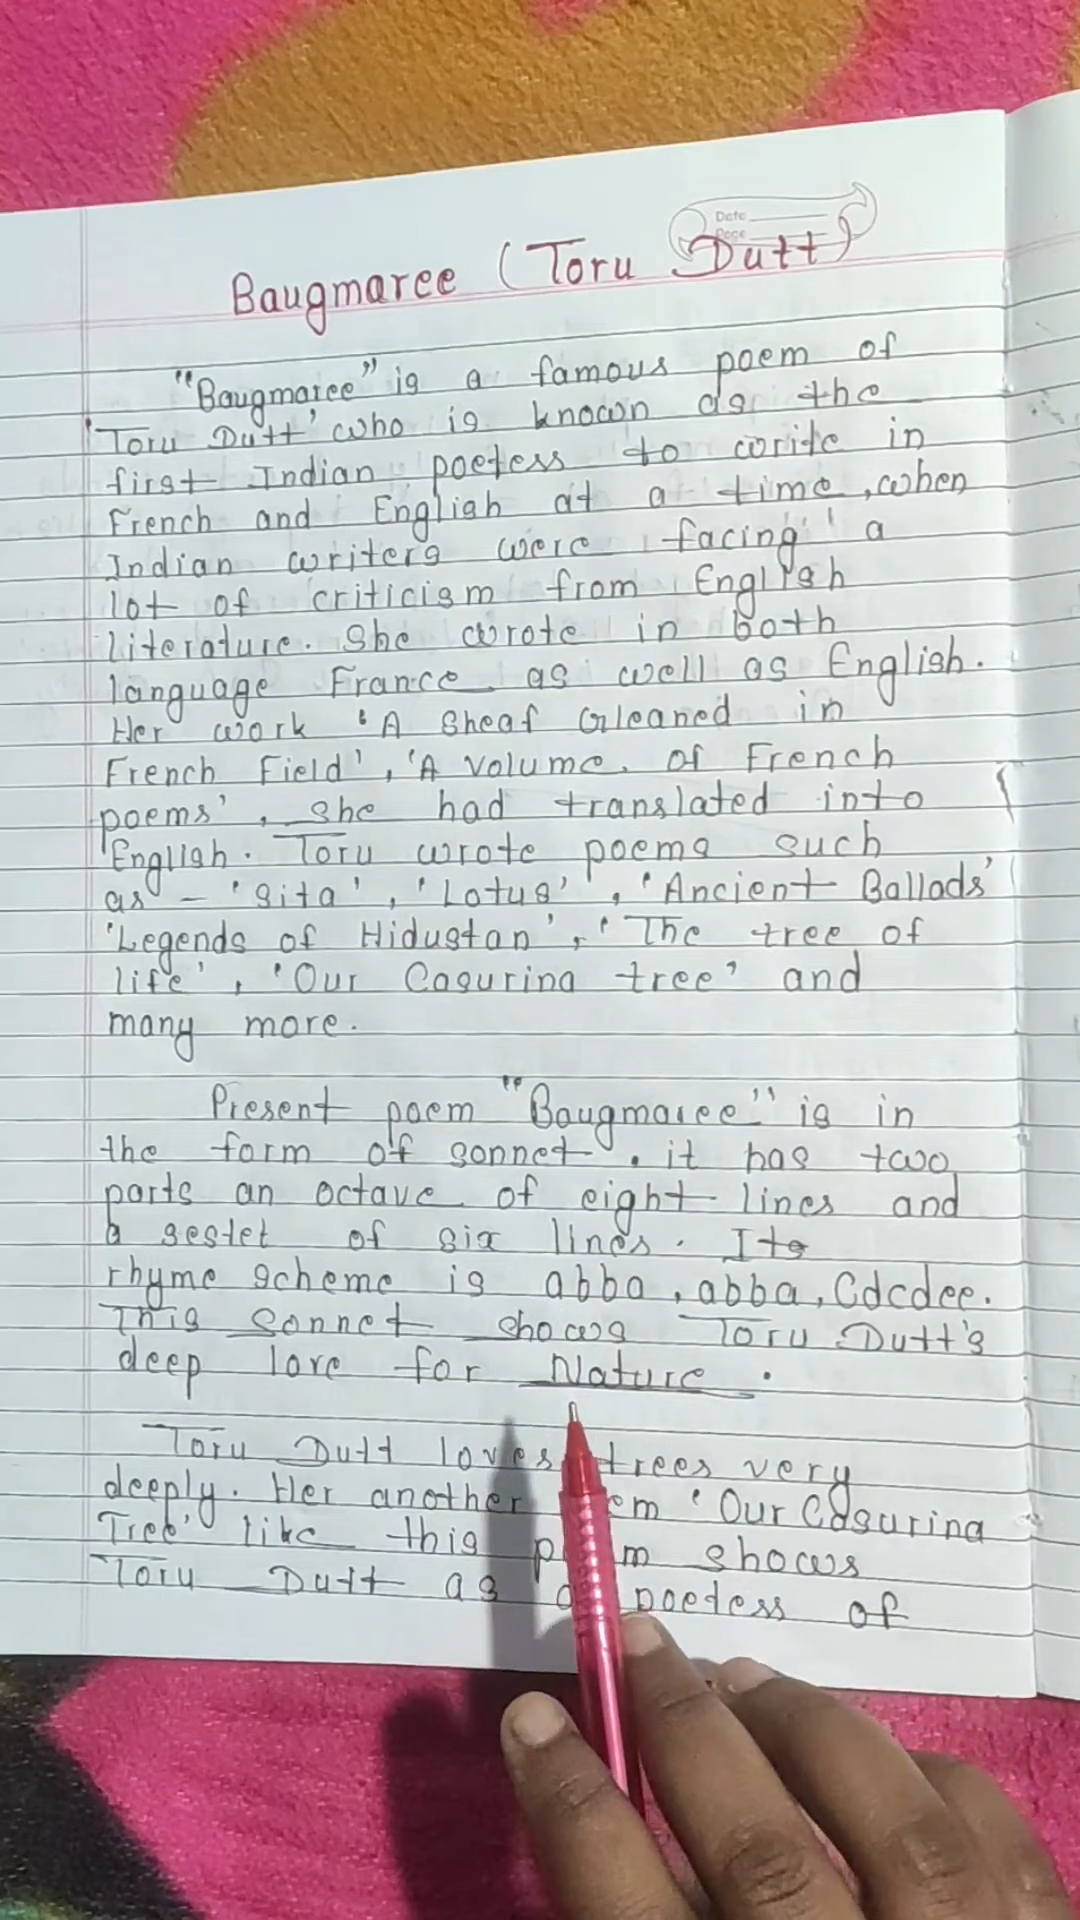 Date
Page
Baugmaree (Toru Dutt)
"Baugmaree" is a famous poem of
'Toru Dutt' who is known as the
first Indian poetess to write in
French and English at a time, when
Indian writers were facing a
lot of criticism from English
literature. She wrote in both
language France as well as English.
Her work 'A Sheaf Gleaned in
French Field', 'A Volume of French
poems', she had translated into
English. Toru wrote poems such
as - 'Sita', 'Lotus', 'Ancient Ballads'
'Legends of Hidustan', 'The tree of
life', 'Our Casurina tree' and
many more.
Present poem "Baugmaree" is in
the form of sonnet. it has two
parts an octave of eight lines and
a sestet of six lines. Its
rhyme scheme is abba, abba, Cdcdee.
This Sonnet shows Toru Dutt's
deep love for Nature.
Toru Dutt loves trees very
deeply. Her another 'Our Casurina
Tree' like this shows
Toru Dutt as a poetess of